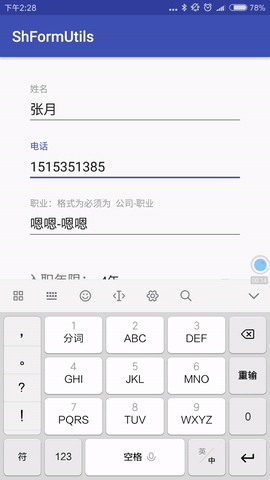 下午2:28 78%
ShFormUtils
姓名
张月
电话
1515351385
职业：格式为必须为 公司-职业
嗯嗯-嗯嗯
入职年限： 4年
， 1 2 3
分词 ABC DEF
。 4 5 6
GHI JKL MNO 重输
? 7 8 9 0
! PQRS TUV WXYZ
符 123 空格 英/中